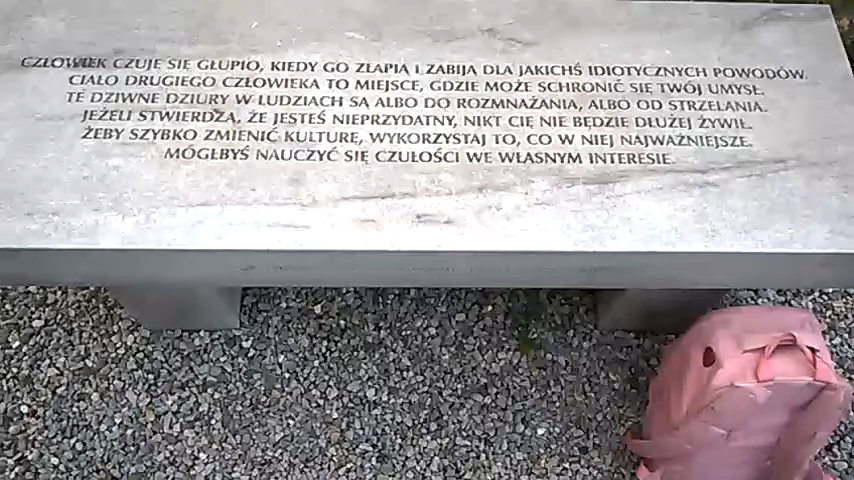 CZŁOWIEK CZUJE SIĘ GŁUPIO, KIEDY GO ZŁAPIĄ I ZABIJĄ DLA JAKICHŚ IDIOTYCZNYCH POWODÓW.
CIAŁO DRUGIEGO CZŁOWIEKA TO MIEJSCE, GDZIE MOŻE SCHRONIĆ SIĘ TWÓJ UMYSŁ.
TE DZIWNE DZIURY W LUDZIACH SĄ ALBO DO ROZMNAŻANIA, ALBO OD STRZELANIA.
JEŻELI STWIERDZĄ, ŻE JESTEŚ NIEPRZYDATNY, NIKT CIĘ NIE BĘDZIE DŁUŻEJ ŻYWIŁ.
ŻEBY SZYBKO ZMIENIĆ KULTURĘ, WYKORZYSTAJ TO, CO W NIEJ NAJWAŻNIEJSZE.
MÓGŁBYŚ NAUCZYĆ SIĘ CZUŁOŚCI WE WŁASNYM INTERESIE.